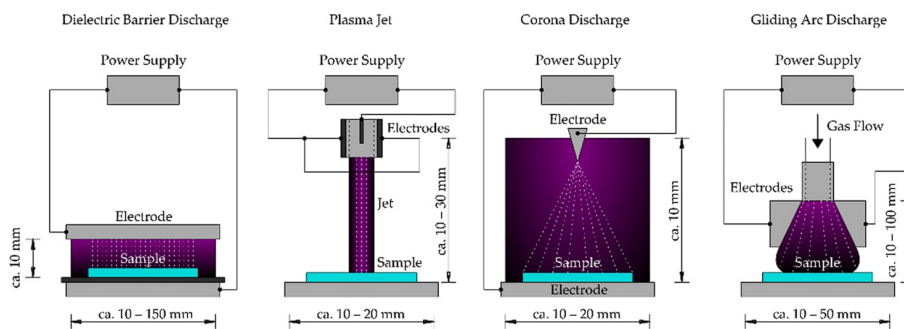 Dielectric Barrier Discharge
Power Supply
Electrode
Sample
ca. 10 mm
ca. 10 – 150 mm
Plasma Jet
Power Supply
Electrodes
Jet
Sample
ca. 10 – 30 mm
ca. 10 – 20 mm
Corona Discharge
Power Supply
Electrode
Sample
Electrode
ca. 10 mm
ca. 10 – 20 mm
Gliding Arc Discharge
Power Supply
Gas Flow
Electrodes
Sample
ca. 10 – 100 mm
ca. 10 – 50 mm